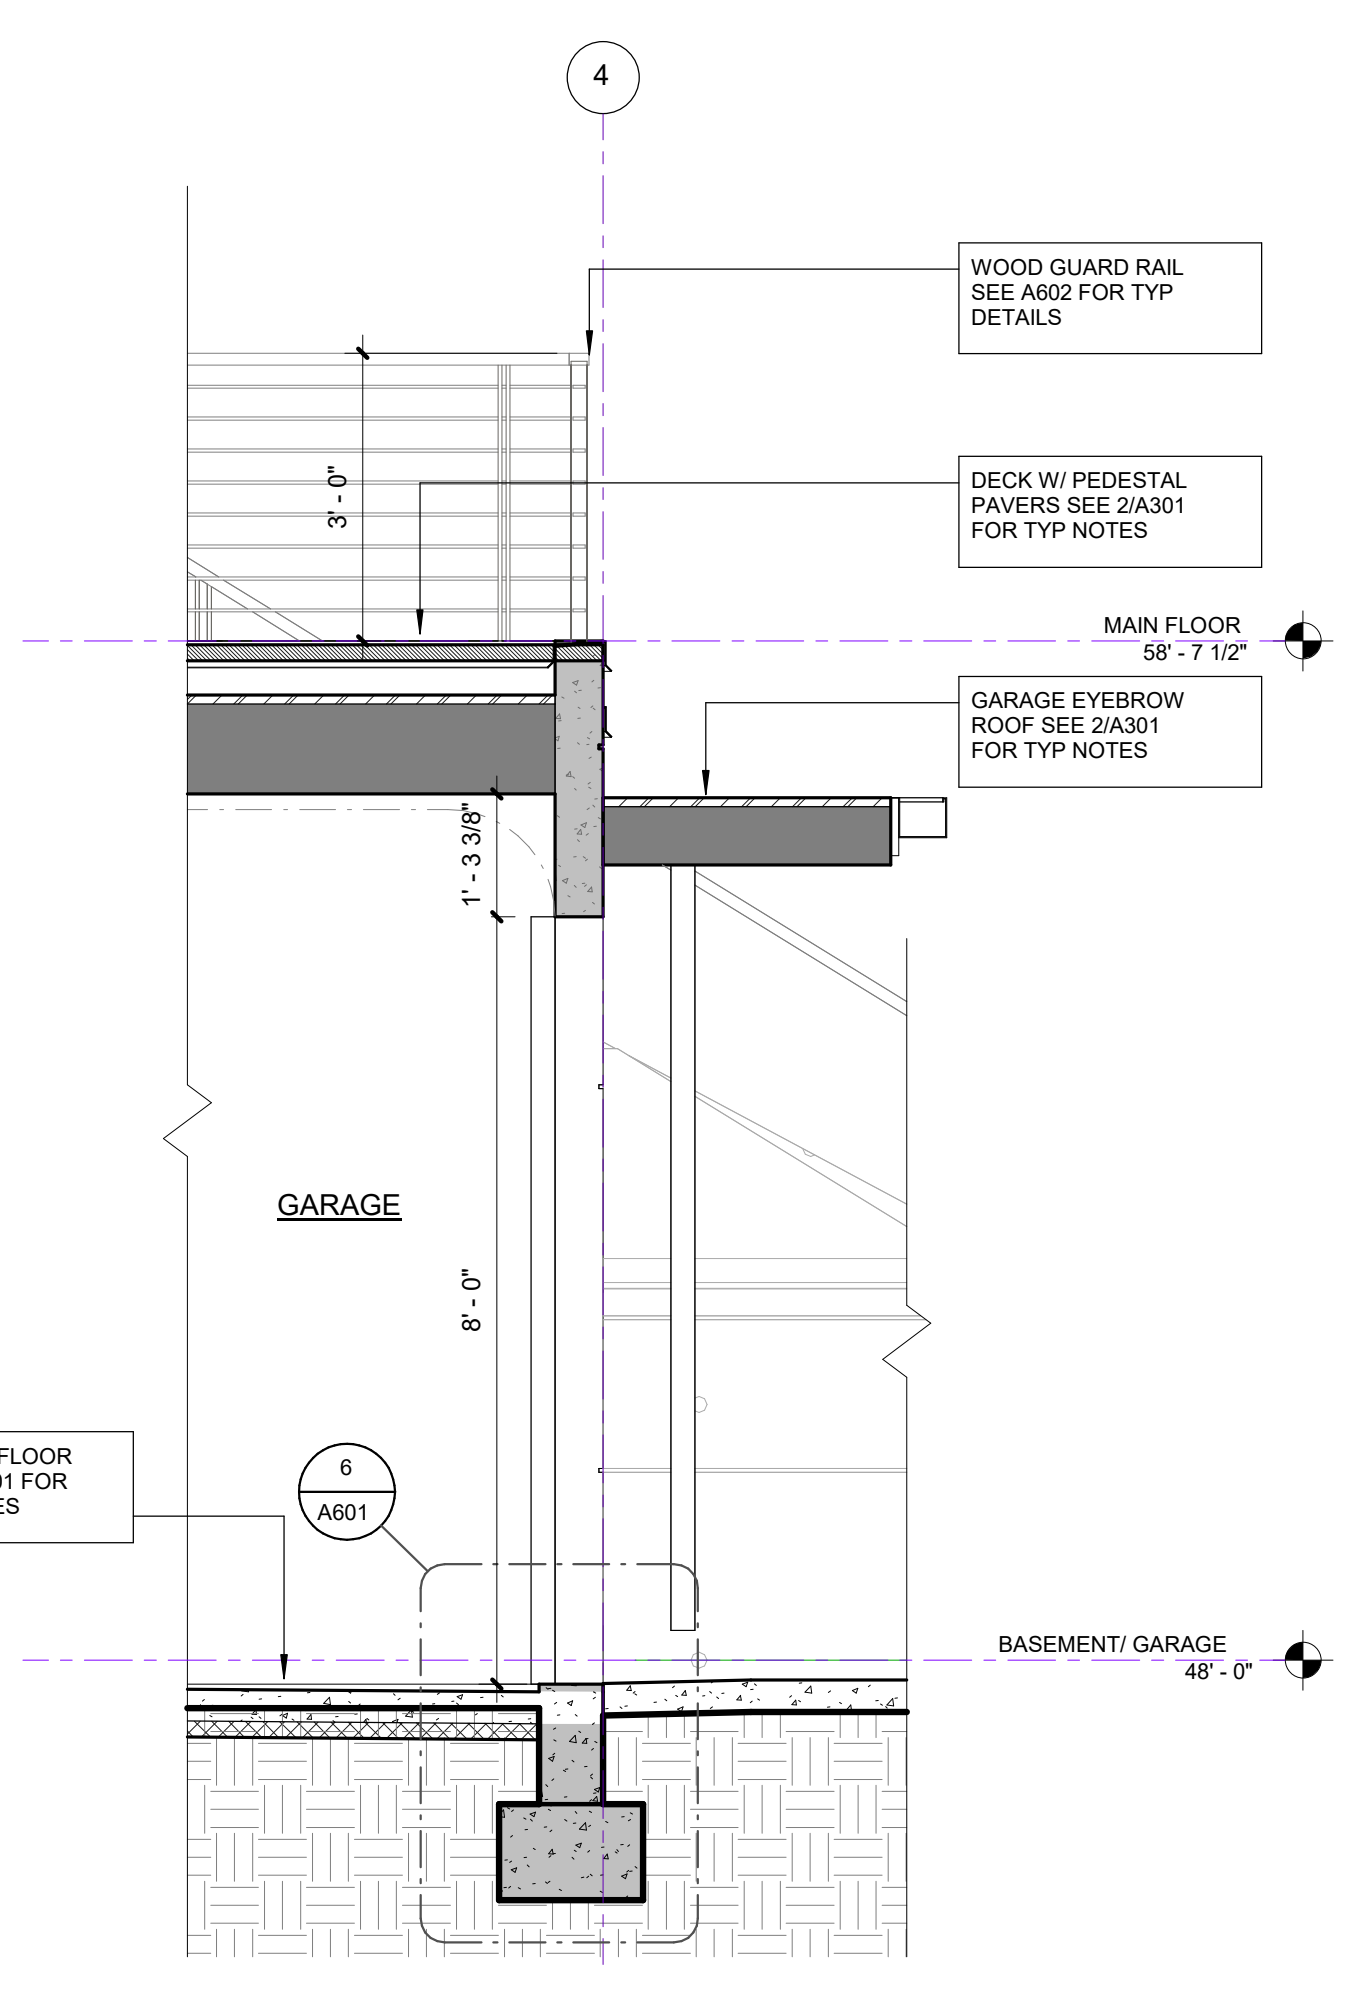 4
WOOD GUARD RAIL
SEE A602 FOR TYP
DETAILS
3' - 0"
DECK W/ PEDESTAL
PAVERS SEE 2/A301
FOR TYP NOTES
MAIN FLOOR
58' - 7 1/2"
GARAGE EYEBROW
ROOF SEE 2/A301
FOR TYP NOTES
1' - 3 3/8"
GARAGE
8' - 0"
FLOOR
FOR
6
A601
BASEMENT/ GARAGE
48' - 0"